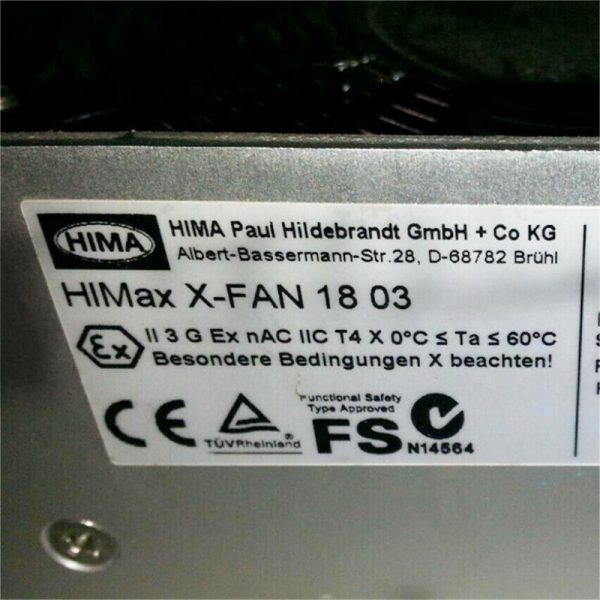 HIMA
HIMA Paul Hildebrandt GmbH + Co KG
Albert-Bassermann-Str.28, D-68782 Brühl
HIMax X-FAN 18 03
Ex II 3 G Ex nAC IIC T4 X 0°C ≤ Ta ≤ 60°C
Besondere Bedingungen X beachten!
CE
TÜVRheinland®
Functional Safety
Type Approved
FS
N14564